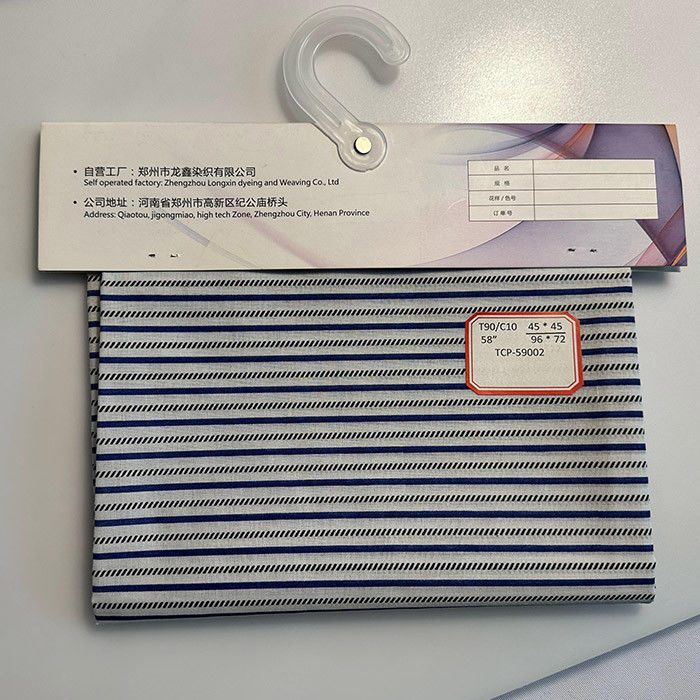 • 自营工厂：郑州市龙鑫染织有限公司
Self operated factory: Zhengzhou Longxin dyeing and Weaving Co., Ltd
• 公司地址：河南省郑州市高新区纪公庙桥头
Address: Qiaotou, jigongmiao, high tech Zone, Zhengzhou City, Henan Province
品 名
规 格
花样/色号
订单号
T90/C10 45 * 45
58” 96 * 72
TCP-59002